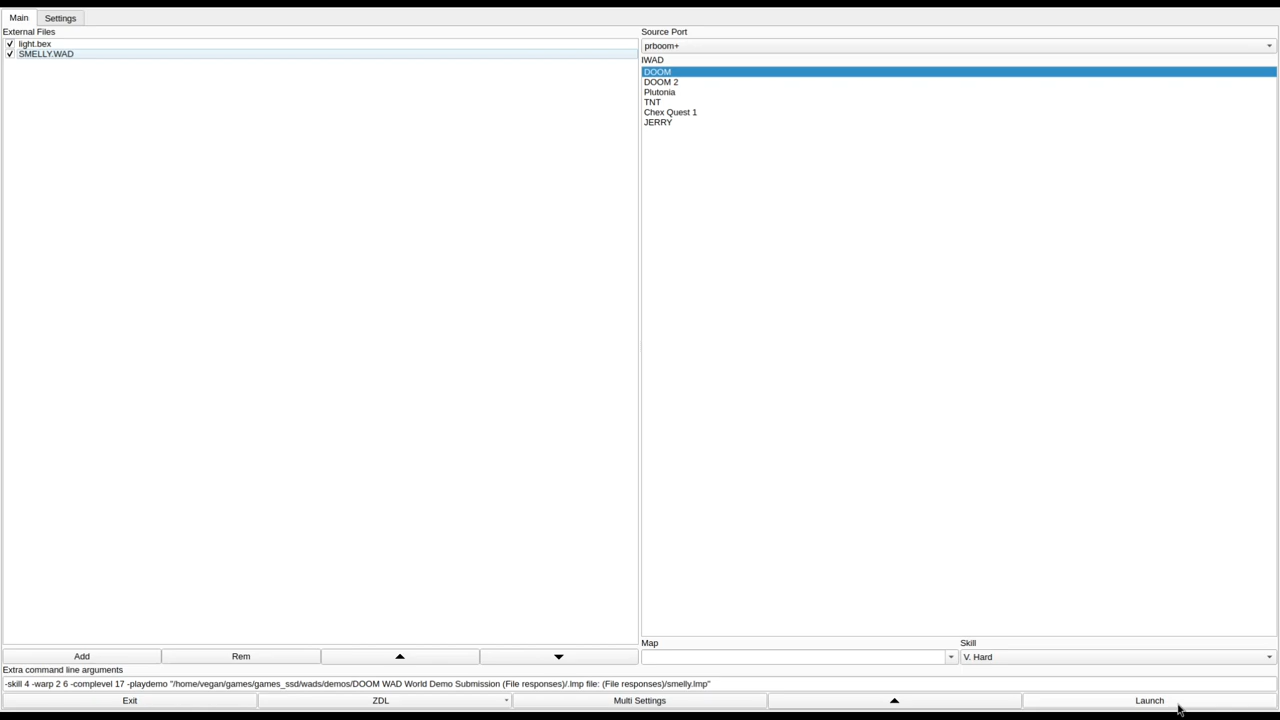 Main
Settings
External Files
light.bex
SMELLY.WAD
Source Port
prboom+
IWAD
DOOM
DOOM 2
Plutonia
TNT
Chex Quest 1
JERRY
Map
Skill
V. Hard
Add
Rem
Extra command line arguments
-skill 4 -warp 2 6 -complevel 17 -playdemo "/home/vegan/games/games_ssd/wads/demos/DOOM WAD World Demo Submission (File responses)/.lmp file: (File responses)/smelly.lmp"
Exit
ZDL
Multi Settings
Launch